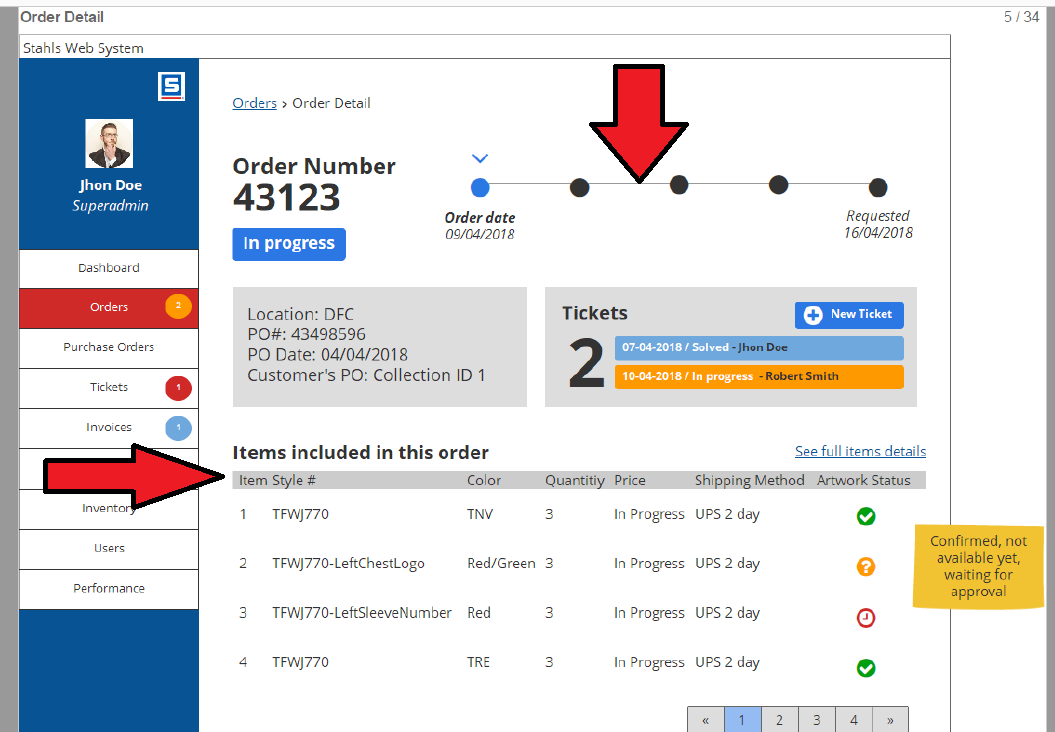 Order Detail
5 / 34
Stahls Web System
S
Jhon Doe
Superadmin
Dashboard
Orders 2
Purchase Orders
Tickets 1
Invoices 1
Inventory
Users
Performance
Orders › Order Detail
Order Number
43123
In progress
Order date
09/04/2018
Requested
16/04/2018
Location: DFC
PO#: 43498596
PO Date: 04/04/2018
Customer's PO: Collection ID 1
Tickets
New Ticket
2
07-04-2018 / Solved - Jhon Doe
10-04-2018 / In progress - Robert Smith
Items included in this order
See full items details
Item Style # Color Quantitiy Price Shipping Method Artwork Status
1 TFWJ770 TNV 3 In Progress UPS 2 day
2 TFWJ770-LeftChestLogo Red/Green 3 In Progress UPS 2 day ?
3 TFWJ770-LeftSleeveNumber Red 3 In Progress UPS 2 day
4 TFWJ770 TRE 3 In Progress UPS 2 day
Confirmed, not
available yet,
waiting for
approval
« 1 2 3 4 »